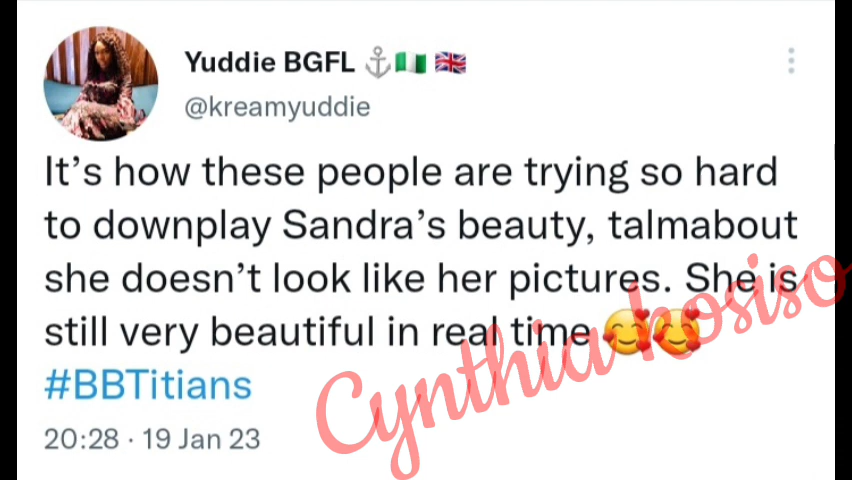 Yuddie BGFL ⚓🇳🇬 🇬🇧
@kreamyuddie
It’s how these people are trying so hard
to downplay Sandra’s beauty, talmabout
she doesn’t look like her pictures. She is
still very beautiful in real time 🥰🥰
#BBTitians
20:28 · 19 Jan 23
Cynthia kosiso